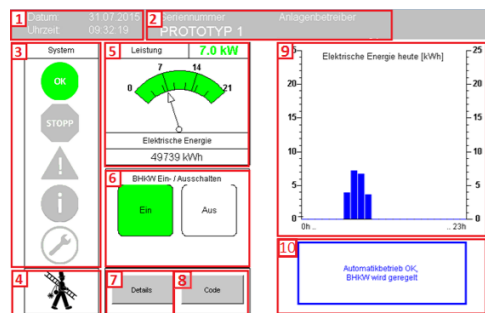 1 Datum: 31.07.2015
Uhrzeit: 09:32:19
2 Seriennummer Anlagenbetreiber
PROTOTYP 1
3 System
OK
STOPP
!
i
4
5 Leistung 7.0 kW
0 7 14 21
Elektrische Energie
49739 kWh
6 BHKW Ein- / Ausschalten
Ein Aus
7 Details
8 Code
9 Elektrische Energie heute [kWh] 25
20 20
15 15
10 10
5 5
0 0
0h .. .. 23h
10
Automatikbetrieb OK,
BHKW wird geregelt